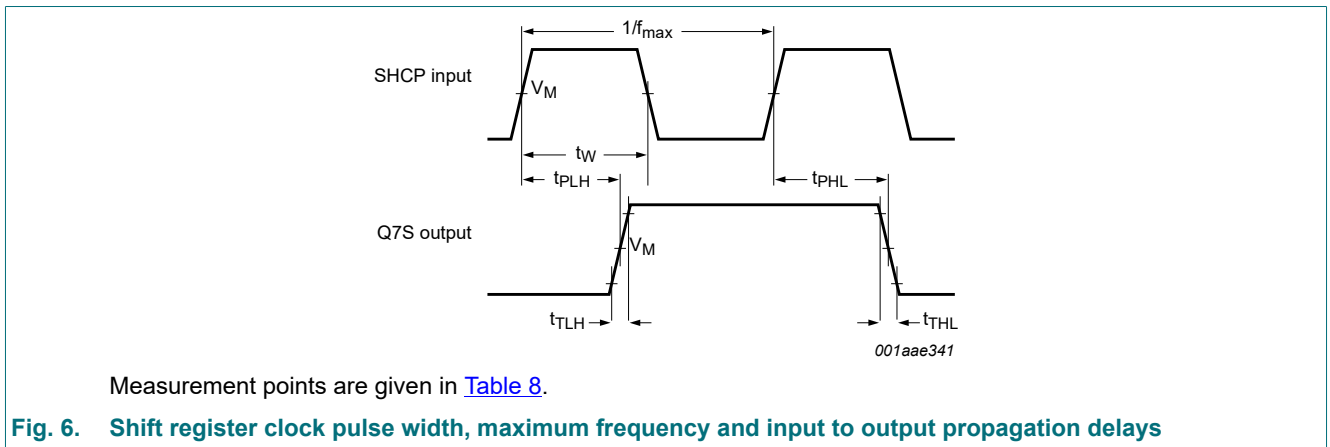 1/fmax
SHCP input
VM
tW
tPLH
tPHL
Q7S output
VM
tTLH
tTHL
001aae341
Measurement points are given in Table 8.
Fig. 6. Shift register clock pulse width, maximum frequency and input to output propagation delays